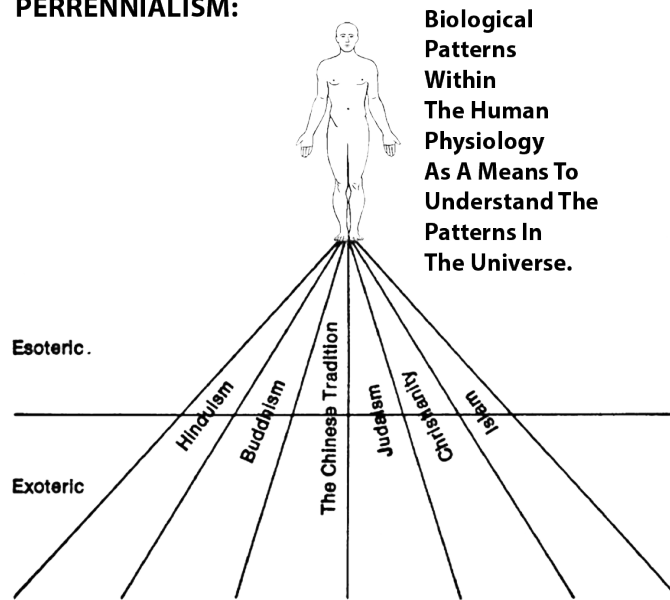 PERRENNIALISM:
Biological
Patterns
Within
The Human
Physiology
As A Means To
Understand The
Patterns In
The Universe.
Esoteric.
Hinduism
Buddhism
The Chinese Tradition
Judaism
Christianity
Islam
Exoteric